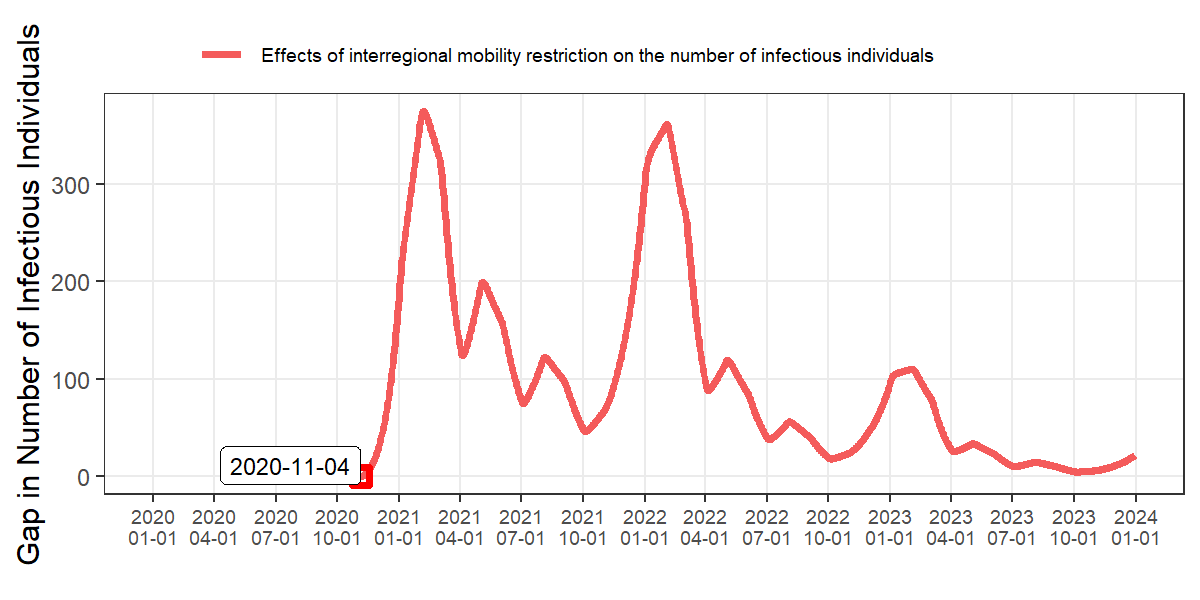 Effects of interregional mobility restriction on the number of infectious individuals
Gap in Number of Infectious Individuals
300
200
100
0
2020-11-04
2020 2020 2020 2020 2021 2021 2021 2021 2022 2022 2022 2022 2023 2023 2023 2023 2024
01-01 04-01 07-01 10-01 01-01 04-01 07-01 10-01 01-01 04-01 07-01 10-01 01-01 04-01 07-01 10-01 01-01